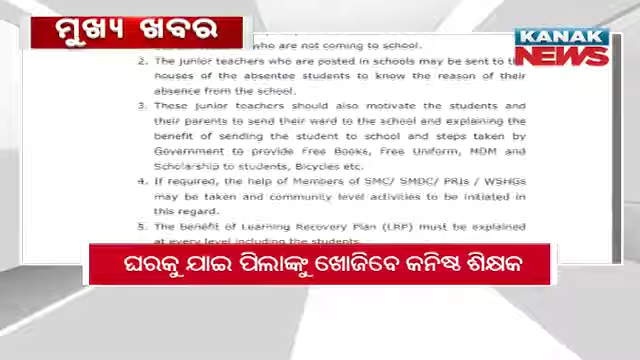 ମୁଖ୍ୟ ଖବର
KANAK
NEWS
who are not coming to school.
2. The junior teachers who are posted in schools may be sent to the
houses of the absentee students to know the reason of their
absence from the school.
3. These junior teachers should also motivate the students and
their parents to send their ward to the school and explaining the
benefit of sending the student to school and steps taken by
Government to provide Free Books, Free Uniform, MDM and
Scholarship to students, Bicycles etc.
4. If required, the help of Members of SMC/ SMDC/ PRIs / WSHGs
may be taken and community level activities to be initiated in
this regard.
5. The benefit of Learning Recovery Plan (LRP) must be explained
at every level including the students.
ଘରକୁ ଯାଇ ପିଲାଙ୍କୁ ଖୋଜିବେ କନିଷ୍ଠ ଶିକ୍ଷକ